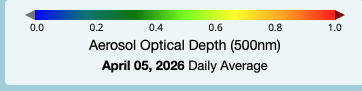 0.0 0.2 0.4 0.6 0.8 1.0
Aerosol Optical Depth (500nm)
April 05, 2026 Daily Average